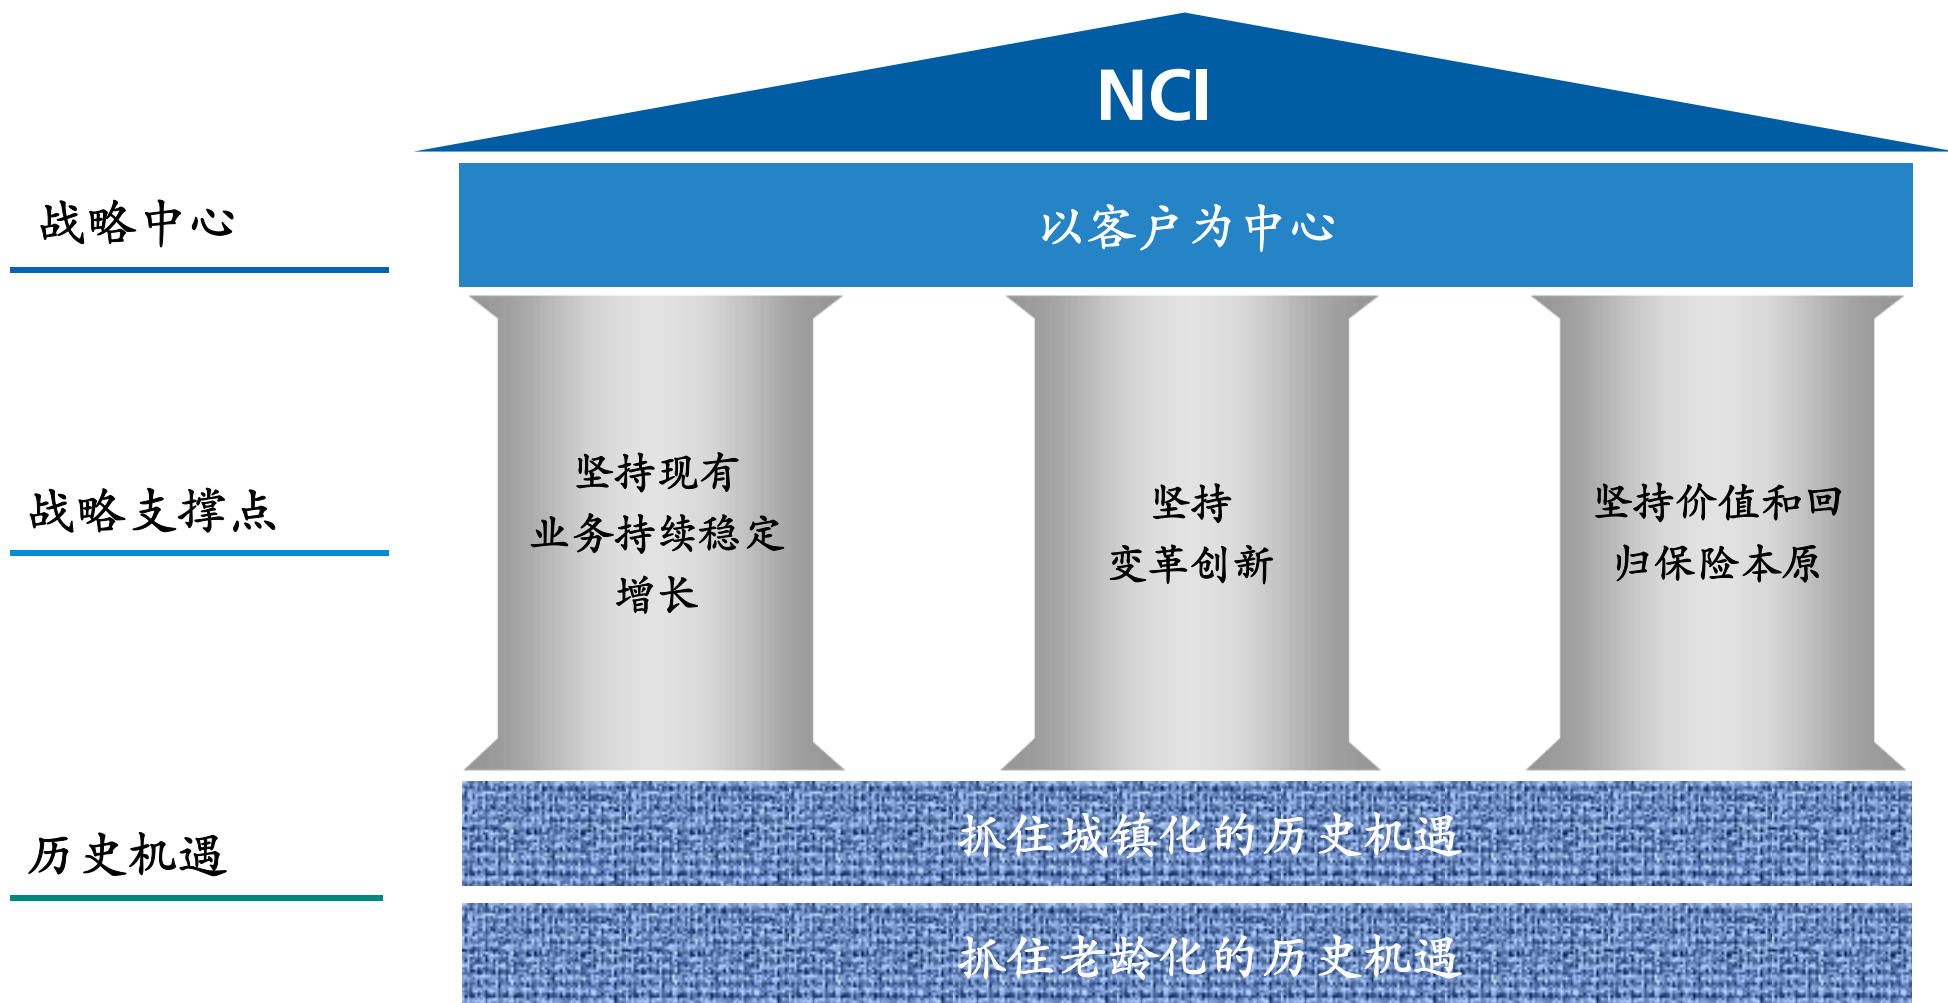 NCI
战略中心
以客户为中心
战略支撑点
坚持现有
业务持续稳定
增长
坚持
变革创新
坚持价值和回
归保险本原
历史机遇
抓住城镇化的历史机遇
抓住老龄化的历史机遇